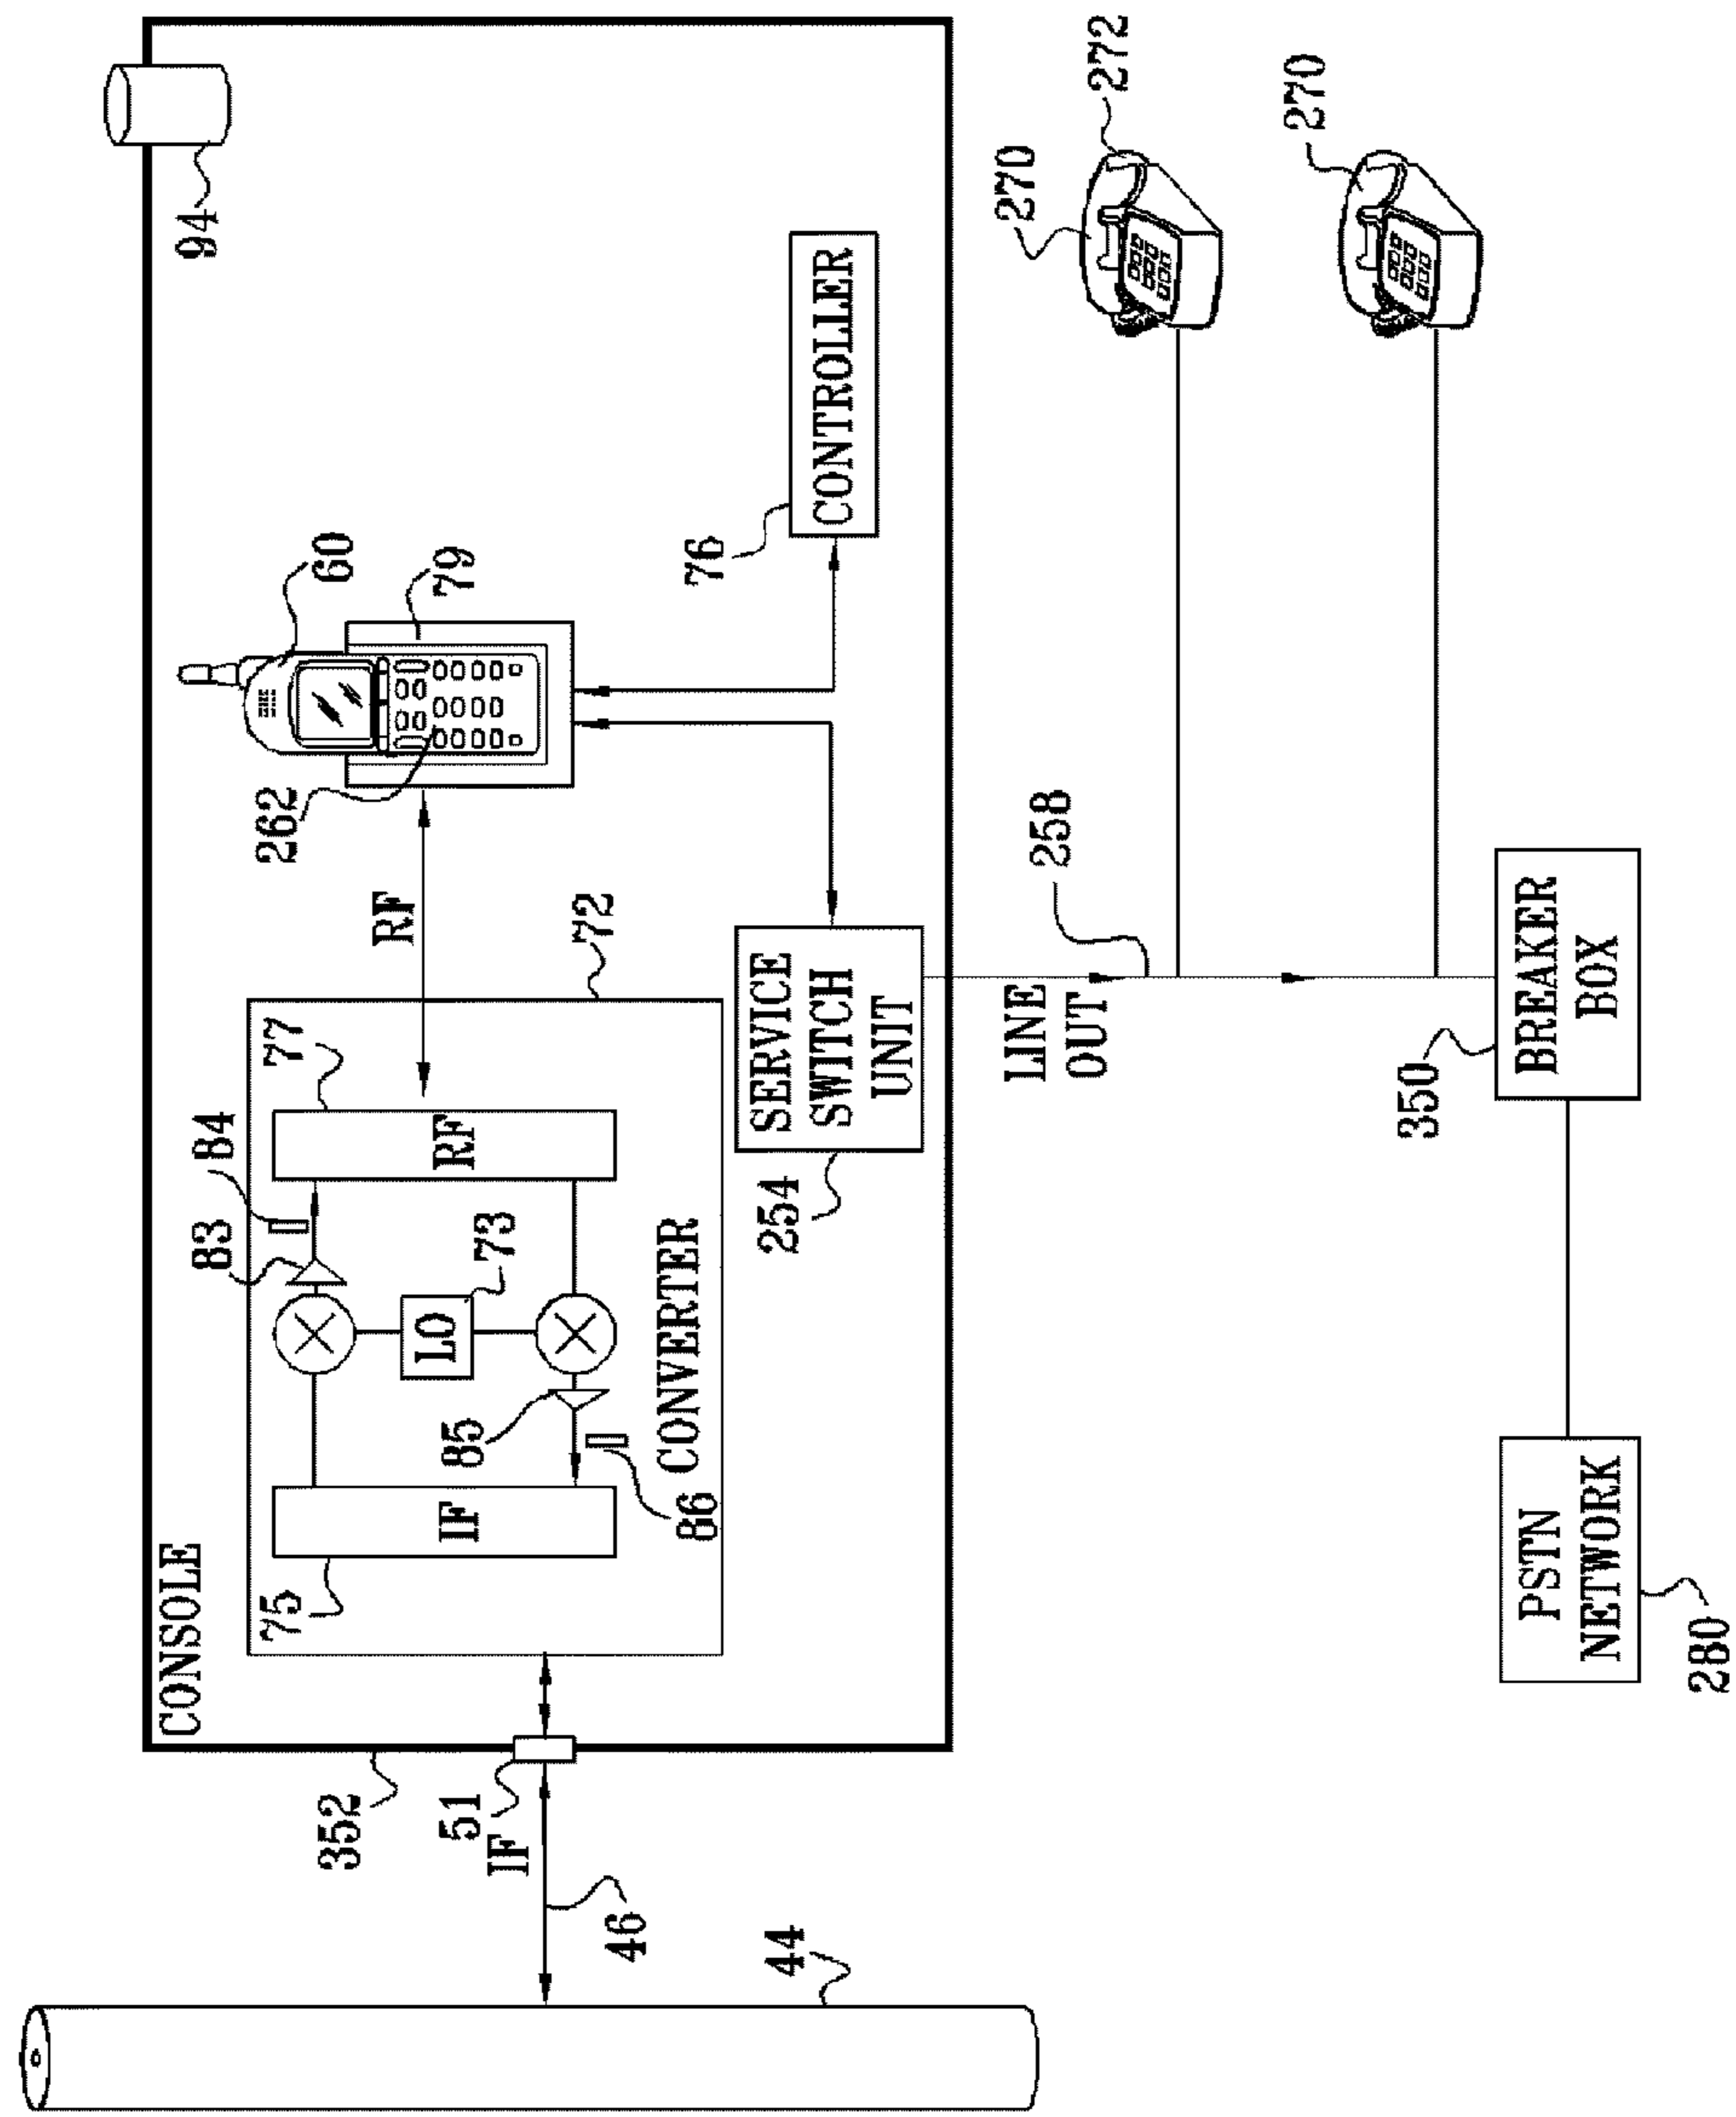 CONSOLE
94
60
79
262
RF
72
77
84
83
RF
LO
73
85
86
IF
75
CONVERTER
CONTROLLER
76
SERVICE
SWITCH
UNIT
254
352
51
IF
46
44
LINE
OUT
258
270
272
270
BREAKER
BOX
350
PSTN
NETWORK
280